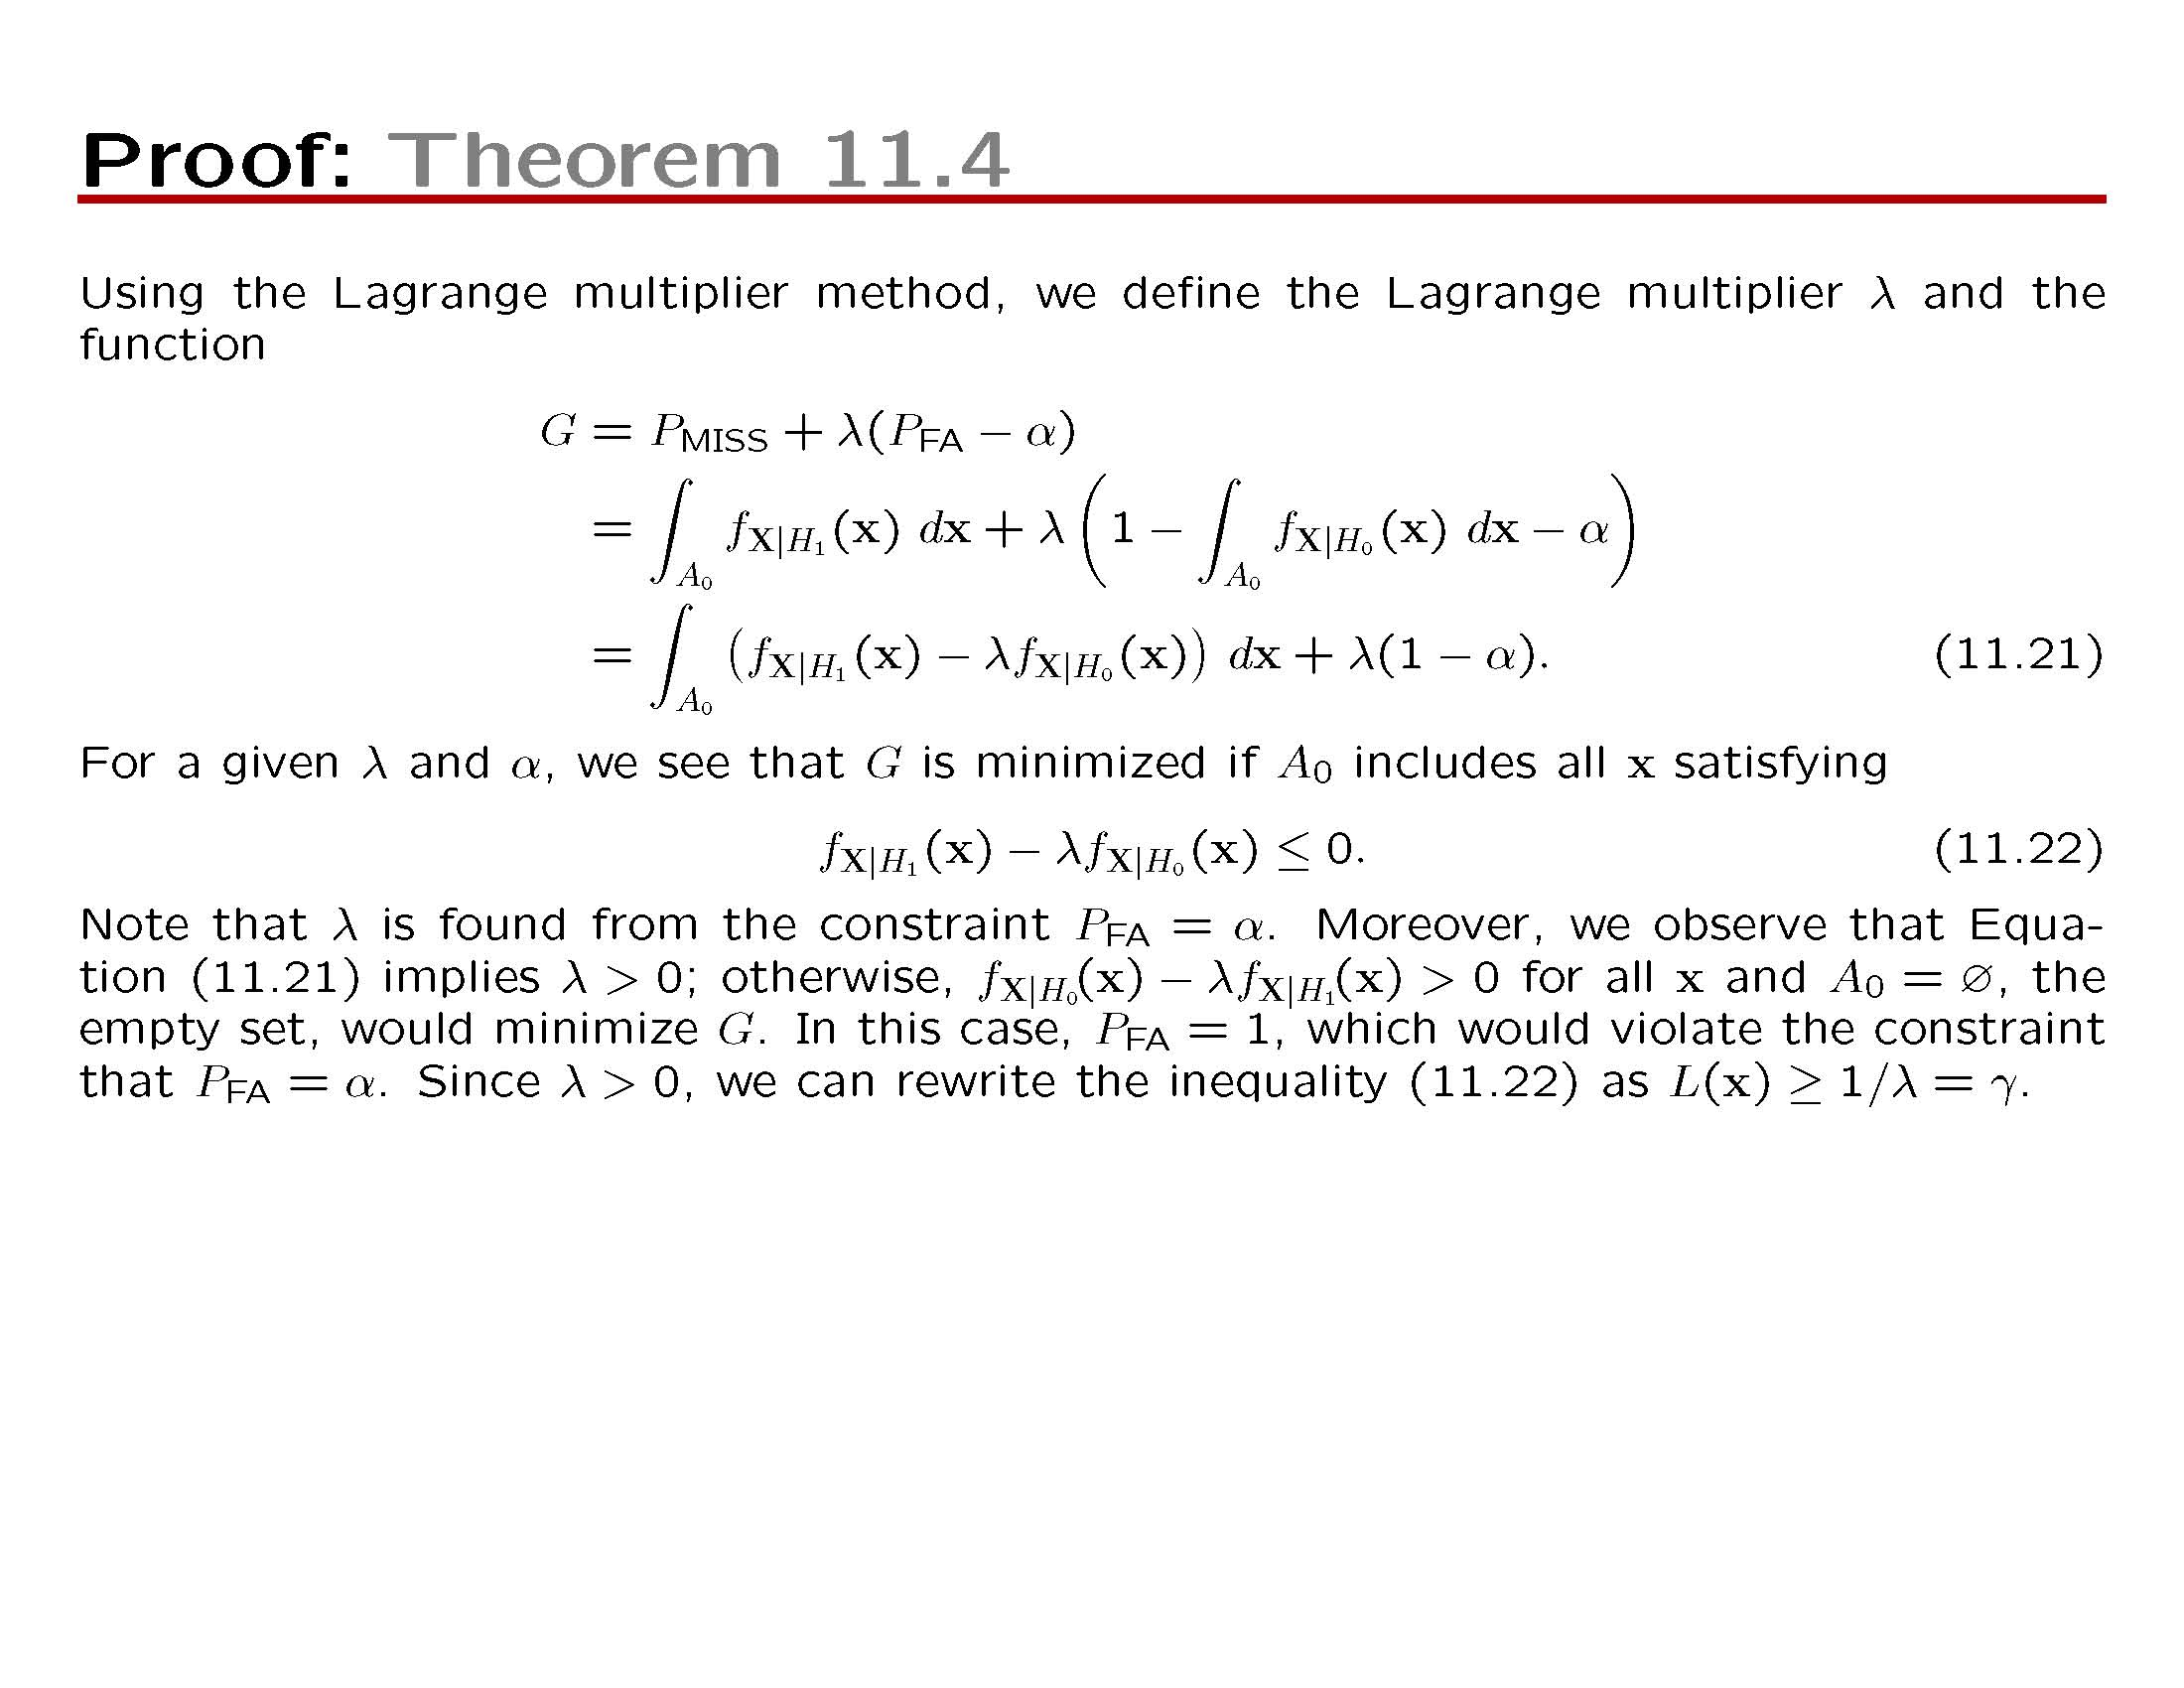 Proof: Theorem 11.4
Using the Lagrange multiplier method, we define the Lagrange multiplier λ and the
function
G = P_MISS + λ(P_FA − α)
= ∫_{A_0} f_{X|H_1}(x) dx + λ (1 − ∫_{A_0} f_{X|H_0}(x) dx − α)
= ∫_{A_0} (f_{X|H_1}(x) − λf_{X|H_0}(x)) dx + λ(1 − α). (11.21)
For a given λ and α, we see that G is minimized if A_0 includes all x satisfying
f_{X|H_1}(x) − λf_{X|H_0}(x) ≤ 0. (11.22)
Note that λ is found from the constraint P_FA = α. Moreover, we observe that Equa-
tion (11.21) implies λ > 0; otherwise, f_{X|H_0}(x) − λf_{X|H_1}(x) > 0 for all x and A_0 = ∅, the
empty set, would minimize G. In this case, P_FA = 1, which would violate the constraint
that P_FA = α. Since λ > 0, we can rewrite the inequality (11.22) as L(x) ≥ 1/λ = γ.